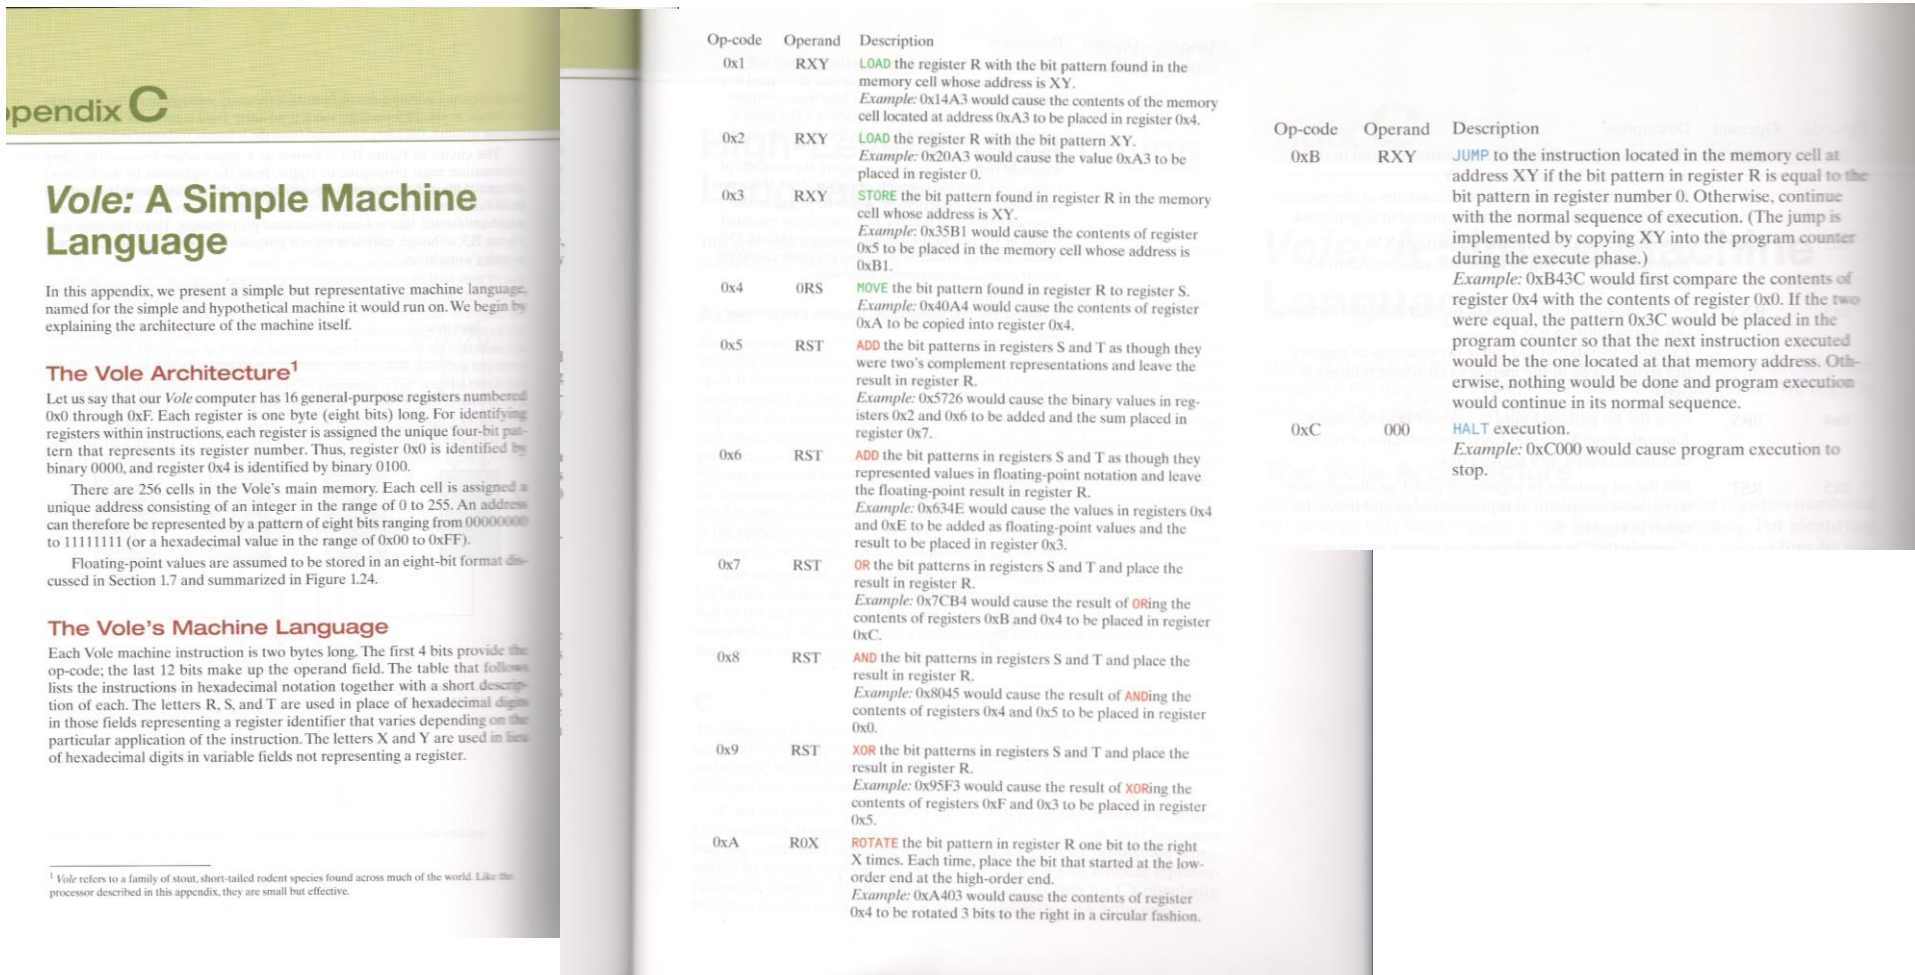 ppendix C
Vole: A Simple Machine
Language
In this appendix, we present a simple but representative machine language,
named for the simple and hypothetical machine it would run on. We begin by
explaining the architecture of the machine itself.
The Vole Architecture¹
Let us say that our Vole computer has 16 general-purpose registers numbered
0x0 through 0xF. Each register is one byte (eight bits) long. For identifying
registers within instructions, each register is assigned the unique four-bit pat-
tern that represents its register number. Thus, register 0x0 is identified by
binary 0000, and register 0x4 is identified by binary 0100.
There are 256 cells in the Vole's main memory. Each cell is assigned a
unique address consisting of an integer in the range of 0 to 255. An address
can therefore be represented by a pattern of eight bits ranging from 00000000
to 11111111 (or a hexadecimal value in the range of 0x00 to 0xFF).
Floating-point values are assumed to be stored in an eight-bit format dis-
cussed in Section 1.7 and summarized in Figure 1.24.
The Vole's Machine Language
Each Vole machine instruction is two bytes long. The first 4 bits provide the
op-code; the last 12 bits make up the operand field. The table that follows
lists the instructions in hexadecimal notation together with a short descrip-
tion of each. The letters R, S, and T are used in place of hexadecimal digits
in those fields representing a register identifier that varies depending on the
particular application of the instruction. The letters X and Y are used in lieu
of hexadecimal digits in variable fields not representing a register.
¹ Vole refers to a family of stout, short-tailed rodent species found across much of the world. Like the
processor described in this appendix, they are small but effective.
Op-code Operand Description
0x1 RXY LOAD the register R with the bit pattern found in the
memory cell whose address is XY.
Example: 0x14A3 would cause the contents of the memory
cell located at address 0xA3 to be placed in register 0x4.
0x2 RXY LOAD the register R with the bit pattern XY.
Example: 0x20A3 would cause the value 0xA3 to be
placed in register 0.
0x3 RXY STORE the bit pattern found in register R in the memory
cell whose address is XY.
Example: 0x35B1 would cause the contents of register
0x5 to be placed in the memory cell whose address is
0xB1.
0x4 0RS MOVE the bit pattern found in register R to register S.
Example: 0x40A4 would cause the contents of register
0xA to be copied into register 0x4.
0x5 RST ADD the bit patterns in registers S and T as though they
were two's complement representations and leave the
result in register R.
Example: 0x5726 would cause the binary values in reg-
isters 0x2 and 0x6 to be added and the sum placed in
register 0x7.
0x6 RST ADD the bit patterns in registers S and T as though they
represented values in floating-point notation and leave
the floating-point result in register R.
Example: 0x634E would cause the values in registers 0x4
and 0xE to be added as floating-point values and the
result to be placed in register 0x3.
0x7 RST OR the bit patterns in registers S and T and place the
result in register R.
Example: 0x7CB4 would cause the result of ORing the
contents of registers 0xB and 0x4 to be placed in register
0xC.
0x8 RST AND the bit patterns in registers S and T and place the
result in register R.
Example: 0x8045 would cause the result of ANDing the
contents of registers 0x4 and 0x5 to be placed in register
0x0.
0x9 RST XOR the bit patterns in registers S and T and place the
result in register R.
Example: 0x95F3 would cause the result of XORing the
contents of registers 0xF and 0x3 to be placed in register
0x5.
0xA R0X ROTATE the bit pattern in register R one bit to the right
X times. Each time, place the bit that started at the low-
order end at the high-order end.
Example: 0xA403 would cause the contents of register
0x4 to be rotated 3 bits to the right in a circular fashion.
Op-code Operand Description
0xB RXY JUMP to the instruction located in the memory cell at
address XY if the bit pattern in register R is equal to the
bit pattern in register number 0. Otherwise, continue
with the normal sequence of execution. (The jump is
implemented by copying XY into the program counter
during the execute phase.)
Example: 0xB43C would first compare the contents of
register 0x4 with the contents of register 0x0. If the two
were equal, the pattern 0x3C would be placed in the
program counter so that the next instruction executed
would be the one located at that memory address. Oth-
erwise, nothing would be done and program execution
would continue in its normal sequence.
0xC 000 HALT execution.
Example: 0xC000 would cause program execution to
stop.